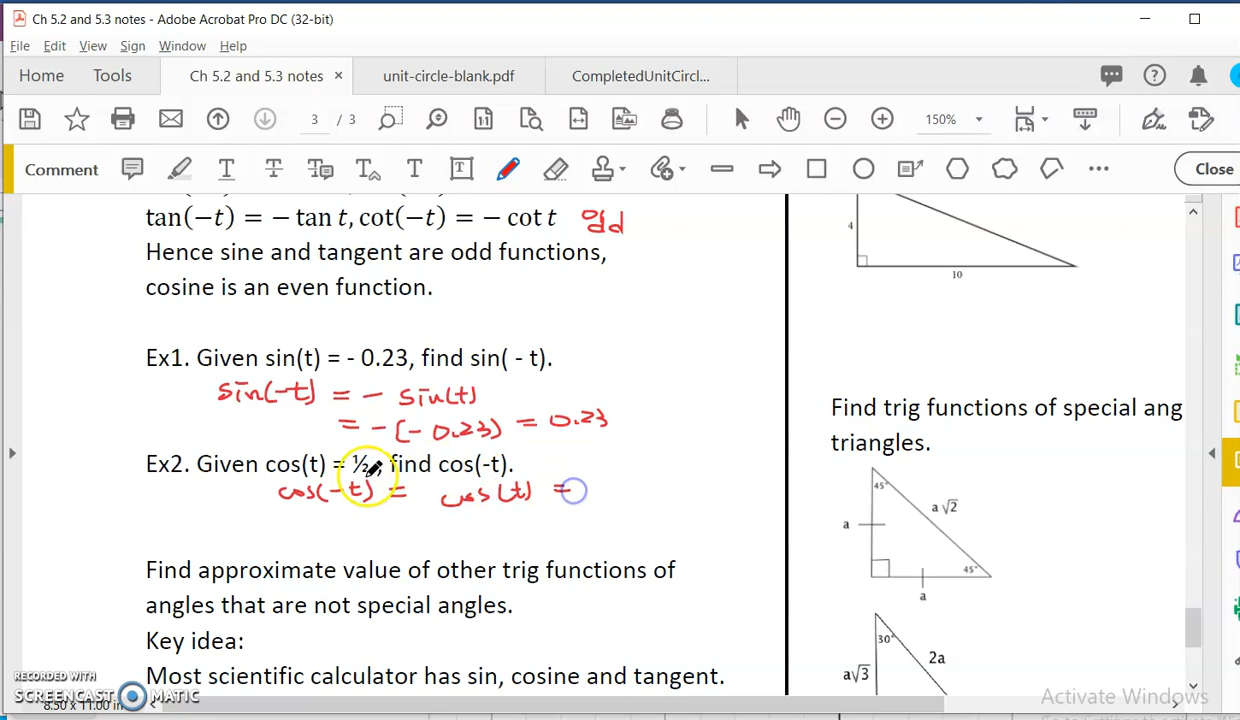 Ch 5.2 and 5.3 notes - Adobe Acrobat Pro DC (32-bit)
File Edit View Sign Window Help
Home Tools Ch 5.2 and 5.3 notes × unit-circle-blank.pdf CompletedUnitCircl...
3 / 3 150%
Comment Close
tan(−t) = − tan t, cot(−t) = − cot t odd
Hence sine and tangent are odd functions,
cosine is an even function.
Ex1. Given sin(t) = - 0.23, find sin( - t).
sin(-t) = - sin(t)
= - (- 0.23) = 0.23
Ex2. Given cos(t) = ½, find cos(-t).
cos(-t) = cos(t) =
Find approximate value of other trig functions of
angles that are not special angles.
Key idea:
Most scientific calculator has sin, cosine and tangent.
4
10
Find trig functions of special ang
triangles.
45°
a √2
a
45°
a
30°
2a
a√3
RECORDED WITH
SCREENCAST MATIC
8.50 x 11.00 in
Activate Windows